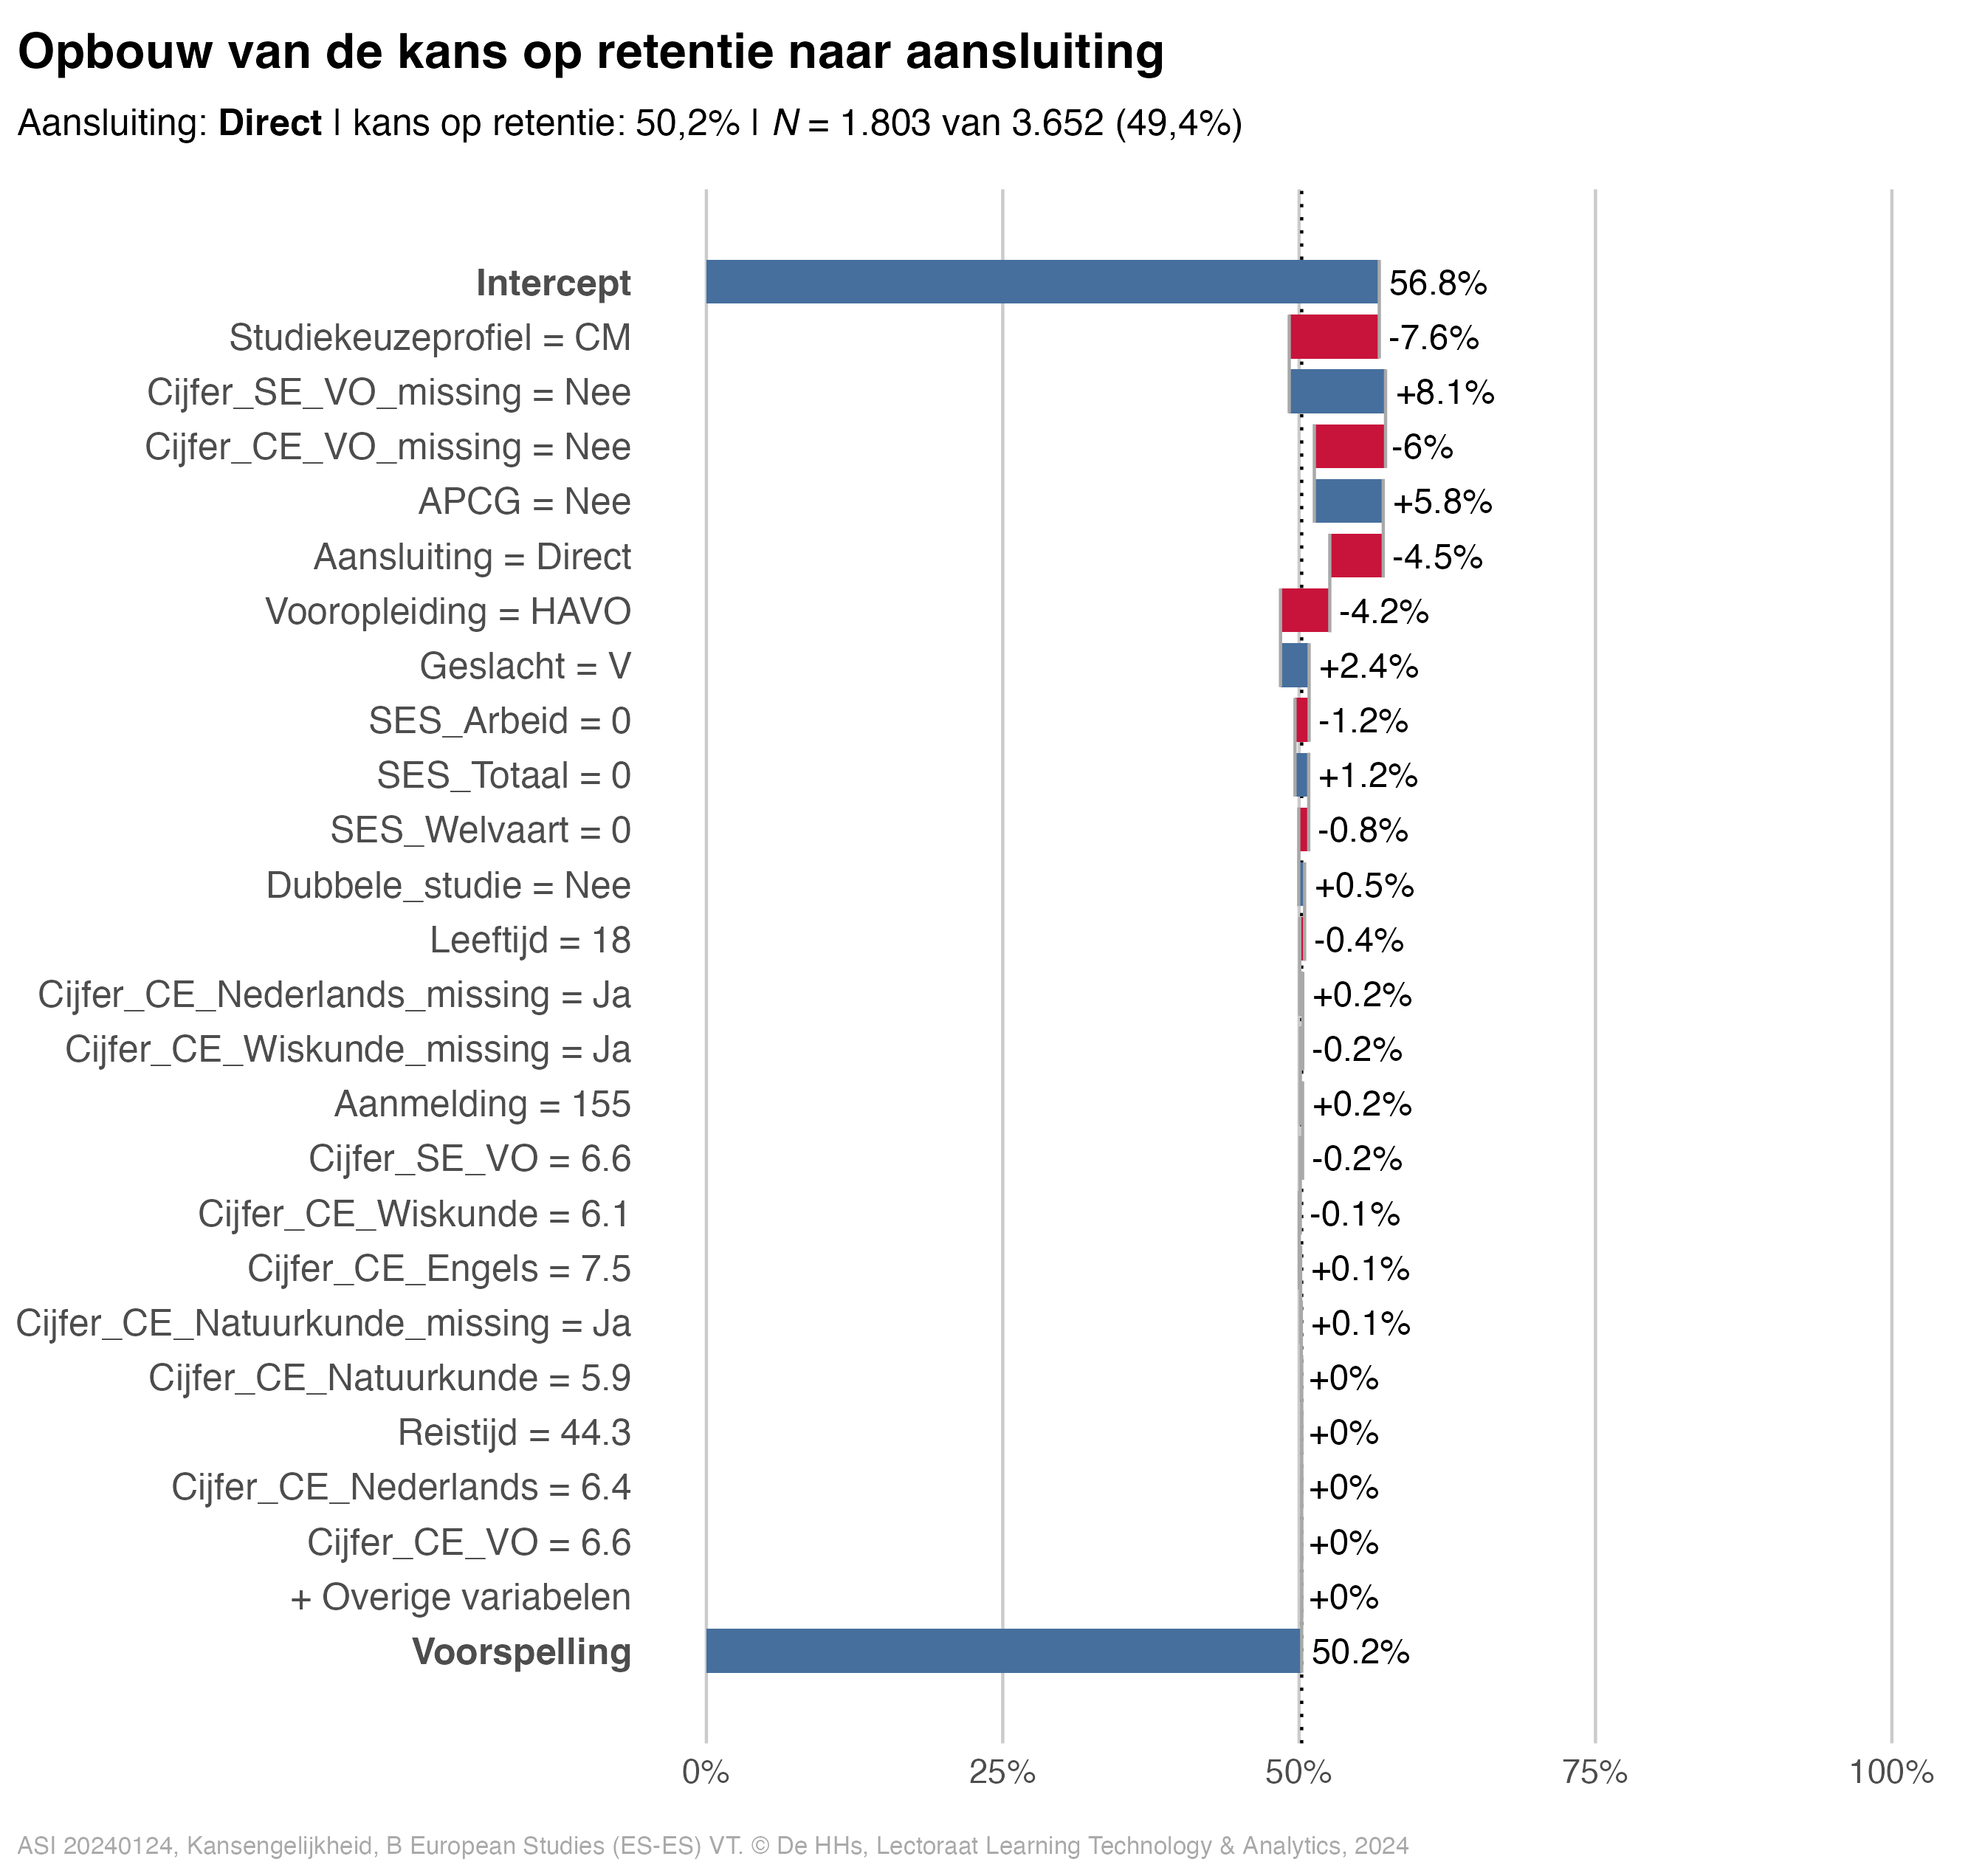 Opbouw van de kans op retentie naar aansluiting
Aansluiting: Direct | kans op retentie: 50,2% | N = 1.803 van 3.652 (49,4%)
Intercept 56.8%
Studiekeuzeprofiel = CM -7.6%
Cijfer_SE_VO_missing = Nee +8.1%
Cijfer_CE_VO_missing = Nee -6%
APCG = Nee +5.8%
Aansluiting = Direct -4.5%
Vooropleiding = HAVO -4.2%
Geslacht = V +2.4%
SES_Arbeid = 0 -1.2%
SES_Totaal = 0 +1.2%
SES_Welvaart = 0 -0.8%
Dubbele_studie = Nee +0.5%
Leeftijd = 18 -0.4%
Cijfer_CE_Nederlands_missing = Ja +0.2%
Cijfer_CE_Wiskunde_missing = Ja -0.2%
Aanmelding = 155 +0.2%
Cijfer_SE_VO = 6.6 -0.2%
Cijfer_CE_Wiskunde = 6.1 -0.1%
Cijfer_CE_Engels = 7.5 +0.1%
Cijfer_CE_Natuurkunde_missing = Ja +0.1%
Cijfer_CE_Natuurkunde = 5.9 +0%
Reistijd = 44.3 +0%
Cijfer_CE_Nederlands = 6.4 +0%
Cijfer_CE_VO = 6.6 +0%
+ Overige variabelen +0%
Voorspelling 50.2%
0% 25% 50% 75% 100%
ASI 20240124, Kansengelijkheid, B European Studies (ES-ES) VT. © De HHs, Lectoraat Learning Technology & Analytics, 2024